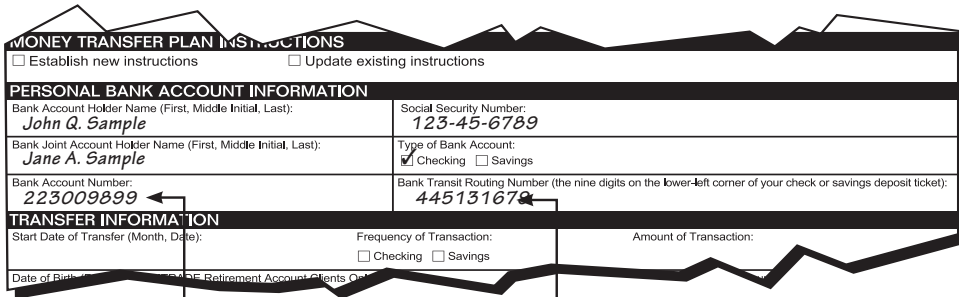 MONEY TRANSFER PLAN INSTRUCTIONS
☐ Establish new instructions ☐ Update existing instructions
PERSONAL BANK ACCOUNT INFORMATION
Bank Account Holder Name (First, Middle Initial, Last): Social Security Number:
John Q. Sample 123-45-6789
Bank Joint Account Holder Name (First, Middle Initial, Last): Type of Bank Account:
Jane A. Sample ☑ Checking ☐ Savings
Bank Account Number: Bank Transit Routing Number (the nine digits on the lower-left corner of your check or savings deposit ticket):
223009899 445131679
TRANSFER INFORMATION
Start Date of Transfer (Month, Date): Frequency of Transaction: Amount of Transaction:
☐ Checking ☐ Savings
Date of Birth TRADE Retirement Account Clients